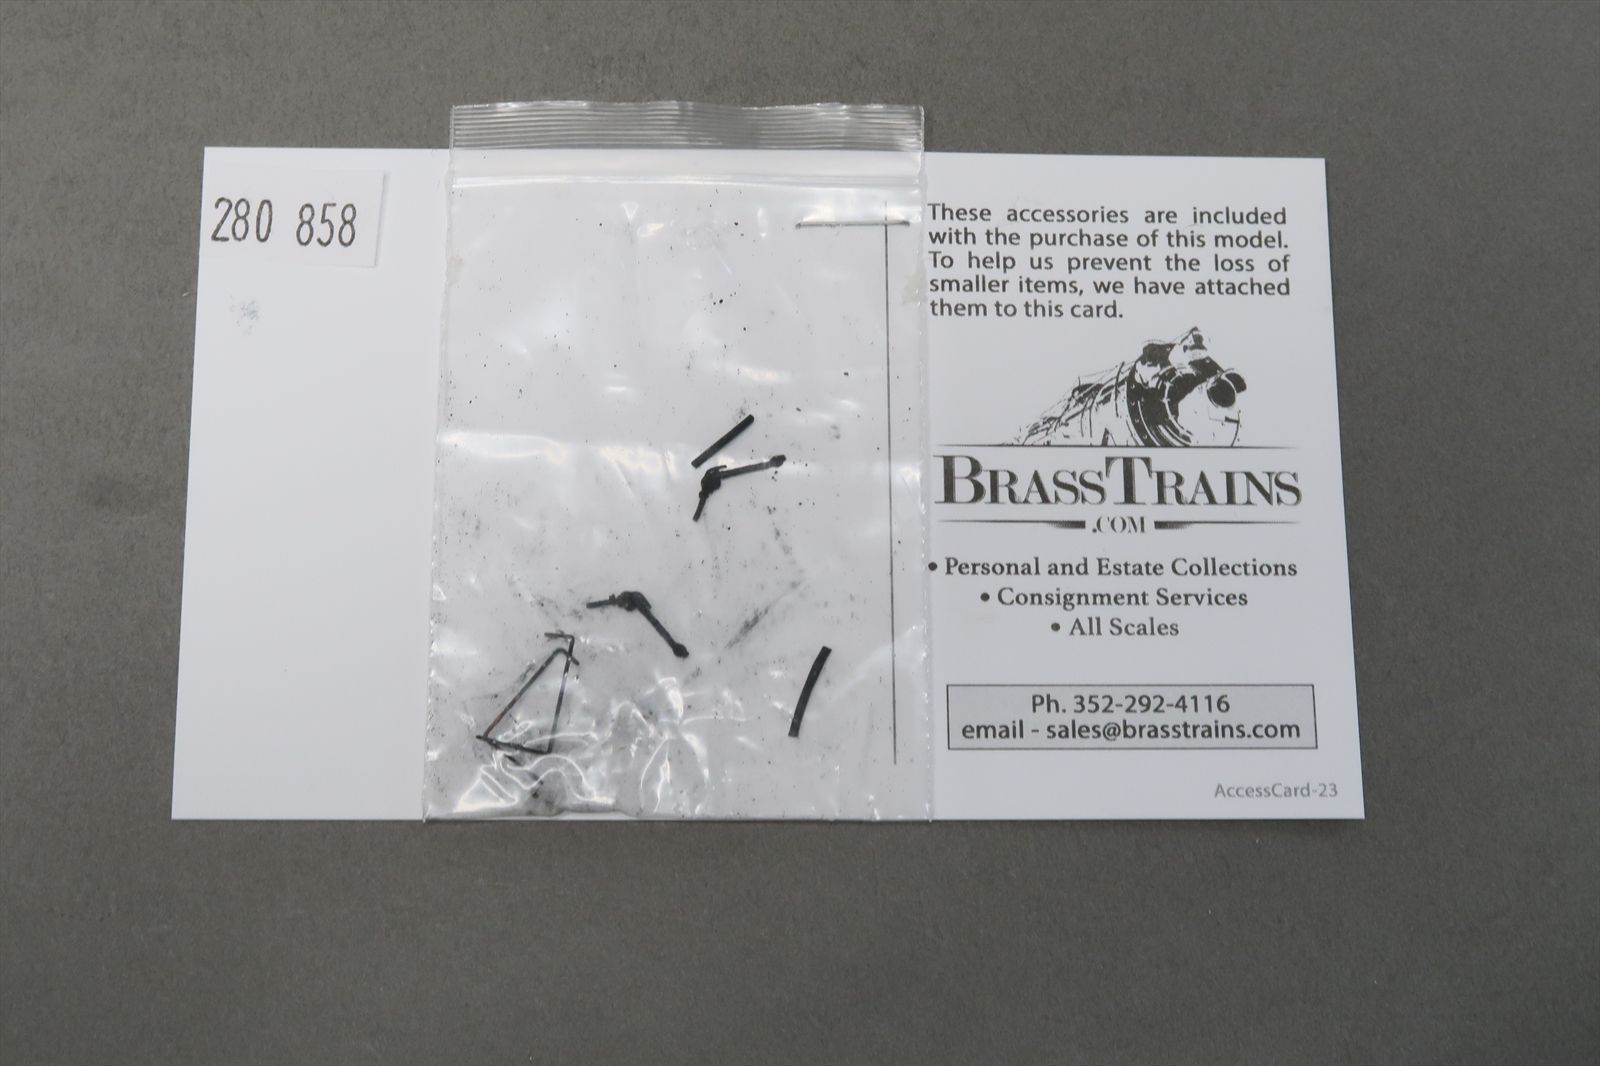 280 858
These accessories are included
with the purchase of this model.
To help us prevent the loss of
smaller items, we have attached
them to this card.
BRASSTRAINS
.COM
• Personal and Estate Collections
• Consignment Services
• All Scales
Ph. 352-292-4116
email - sales@brasstrains.com
AccessCard-23